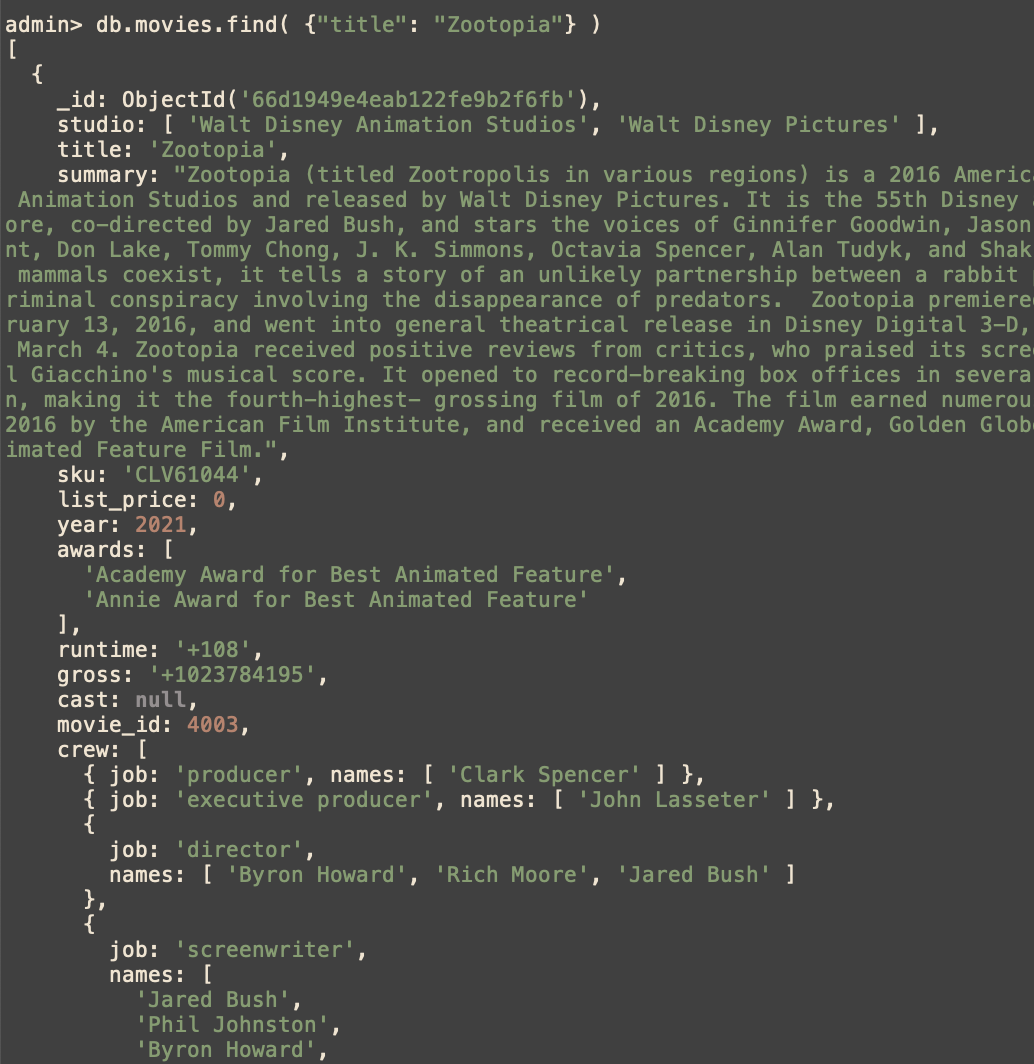 admin> db.movies.find( {"title": "Zootopia"} )
[
  {
    _id: ObjectId('66d1949e4eab122fe9b2f6fb'),
    studio: [ 'Walt Disney Animation Studios', 'Walt Disney Pictures' ],
    title: 'Zootopia',
    summary: "Zootopia (titled Zootropolis in various regions) is a 2016 Americ
 Animation Studios and released by Walt Disney Pictures. It is the 55th Disney
ore, co-directed by Jared Bush, and stars the voices of Ginnifer Goodwin, Jason
nt, Don Lake, Tommy Chong, J. K. Simmons, Octavia Spencer, Alan Tudyk, and Shak
 mammals coexist, it tells a story of an unlikely partnership between a rabbit
riminal conspiracy involving the disappearance of predators.  Zootopia premiere
ruary 13, 2016, and went into general theatrical release in Disney Digital 3-D,
 March 4. Zootopia received positive reviews from critics, who praised its scre
l Giacchino's musical score. It opened to record-breaking box offices in severa
n, making it the fourth-highest- grossing film of 2016. The film earned numerou
2016 by the American Film Institute, and received an Academy Award, Golden Glob
imated Feature Film.",
    sku: 'CLV61044',
    list_price: 0,
    year: 2021,
    awards: [
      'Academy Award for Best Animated Feature',
      'Annie Award for Best Animated Feature'
    ],
    runtime: '+108',
    gross: '+1023784195',
    cast: null,
    movie_id: 4003,
    crew: [
      { job: 'producer', names: [ 'Clark Spencer' ] },
      { job: 'executive producer', names: [ 'John Lasseter' ] },
      {
        job: 'director',
        names: [ 'Byron Howard', 'Rich Moore', 'Jared Bush' ]
      },
      {
        job: 'screenwriter',
        names: [
          'Jared Bush',
          'Phil Johnston',
          'Byron Howard',